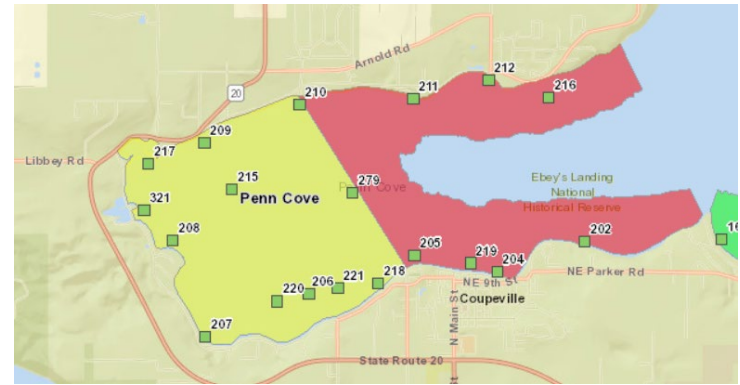 Arnold Rd
212
211
216
20
210
209
Libbey Rd
217
215
279
Penn Cove
Penn Cove
Ebey's Landing
National
Historical Reserve
321
208
202
205
219
204
218
221
206
220
NE 9th St
NE Parker Rd
Coupeville
207
N Main St
State Route 20